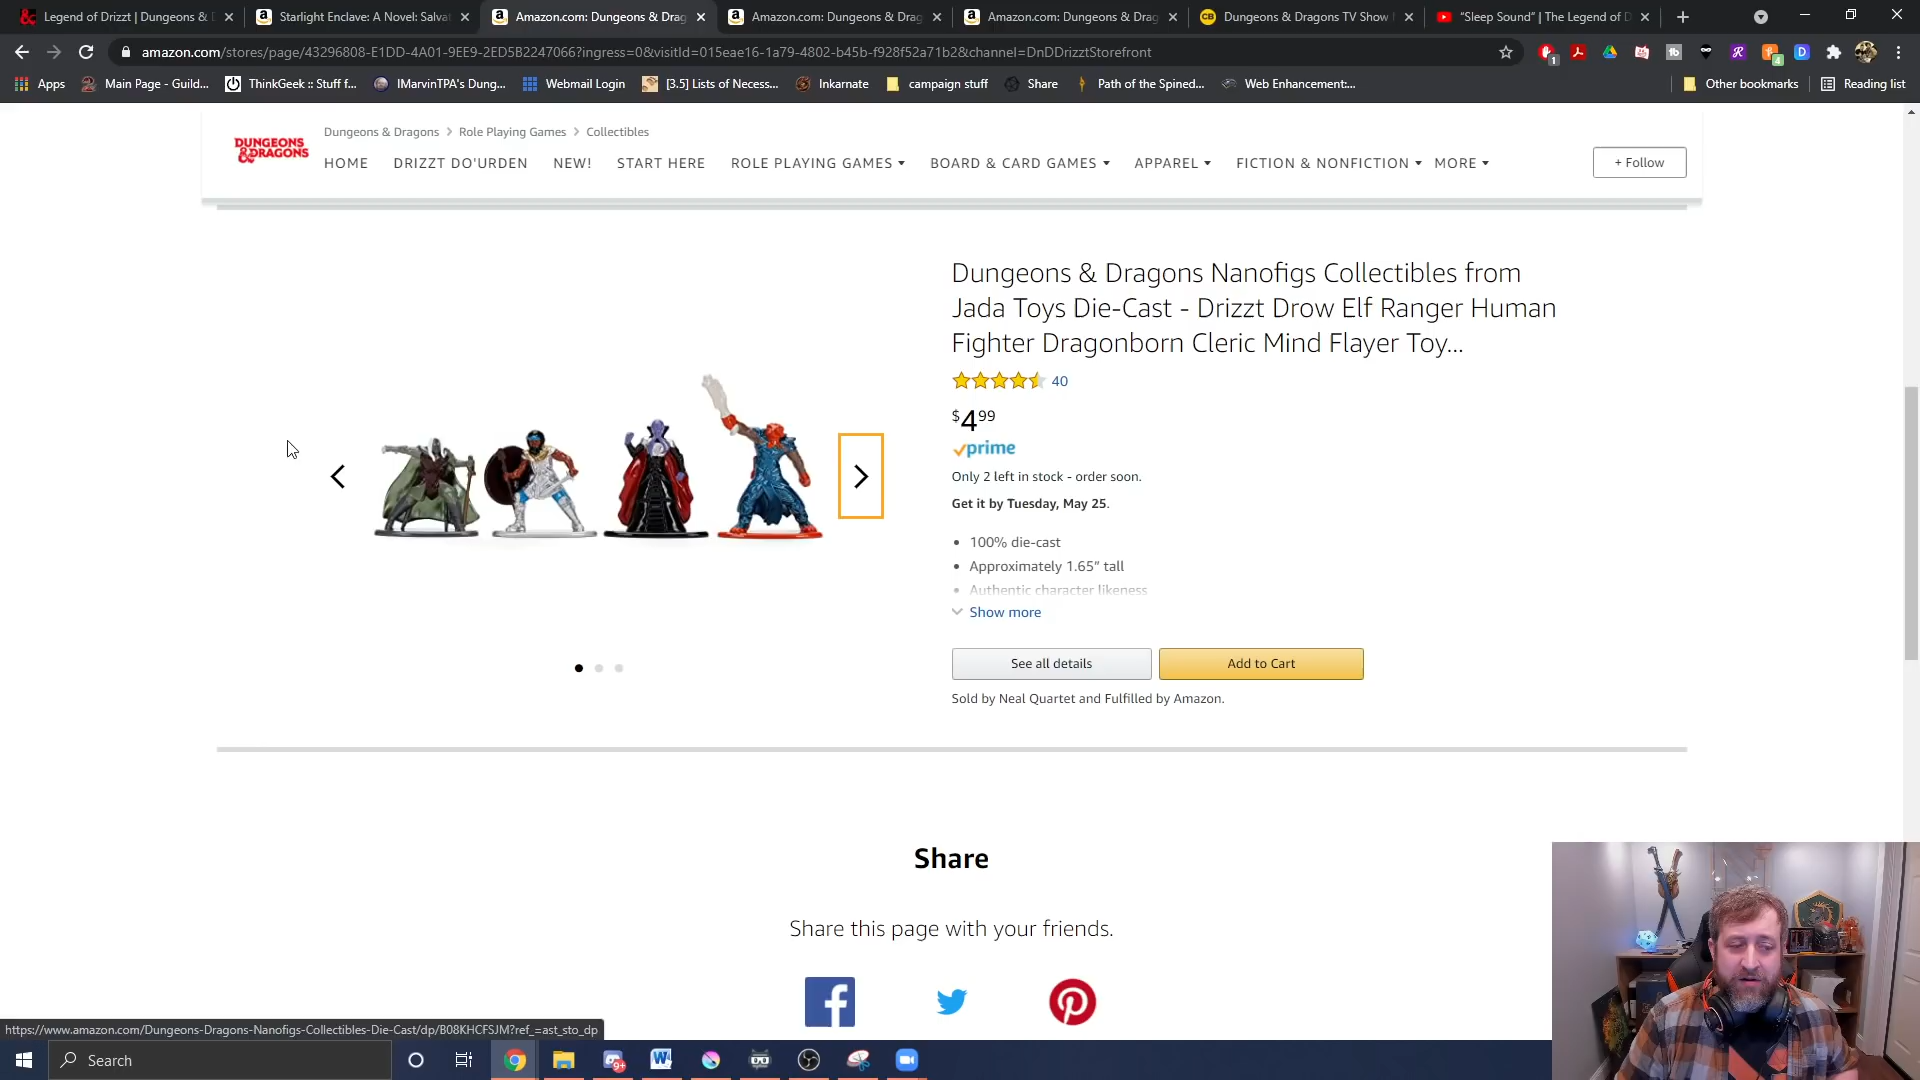 Legend of Drizzt | Dungeons & D
Starlight Enclave: A Novel: Salvat
Amazon.com: Dungeons & Drag
Amazon.com: Dungeons & Drag
Amazon.com: Dungeons & Drag
Dungeons & Dragons TV Show
"Sleep Sound" | The Legend of D
amazon.com/stores/page/43296808-E1DD-4A01-9EE9-2ED5B2247066?ingress=0&visitId=015eae16-1a79-4802-b45b-f928f52a71b2&channel=DnDDrizztStorefront
Apps
Main Page - Guild...
ThinkGeek :: Stuff f...
IMarvinTPA's Dung...
Webmail Login
[3.5] Lists of Necess...
Inkarnate
campaign stuff
Share
Path of the Spined...
Web Enhancement:...
Other bookmarks
Reading list
DUNGEONS & DRAGONS
Dungeons & Dragons > Role Playing Games > Collectibles
HOME
DRIZZT DO'URDEN
NEW!
START HERE
ROLE PLAYING GAMES
BOARD & CARD GAMES
APPAREL
FICTION & NONFICTION
MORE
+ Follow
Dungeons & Dragons Nanofigs Collectibles from
Jada Toys Die-Cast - Drizzt Drow Elf Ranger Human
Fighter Dragonborn Cleric Mind Flayer Toy...
40
$4 99
prime
Only 2 left in stock - order soon.
Get it by Tuesday, May 25.
• 100% die-cast
• Approximately 1.65" tall
• Authentic character likeness
Show more
See all details
Add to Cart
Sold by Neal Quartet and Fulfilled by Amazon.
Share
Share this page with your friends.
https://www.amazon.com/Dungeons-Dragons-Nanofigs-Collectibles-Die-Cast/dp/B08KHCFSJM?ref_=ast_sto_dp
Search
9+